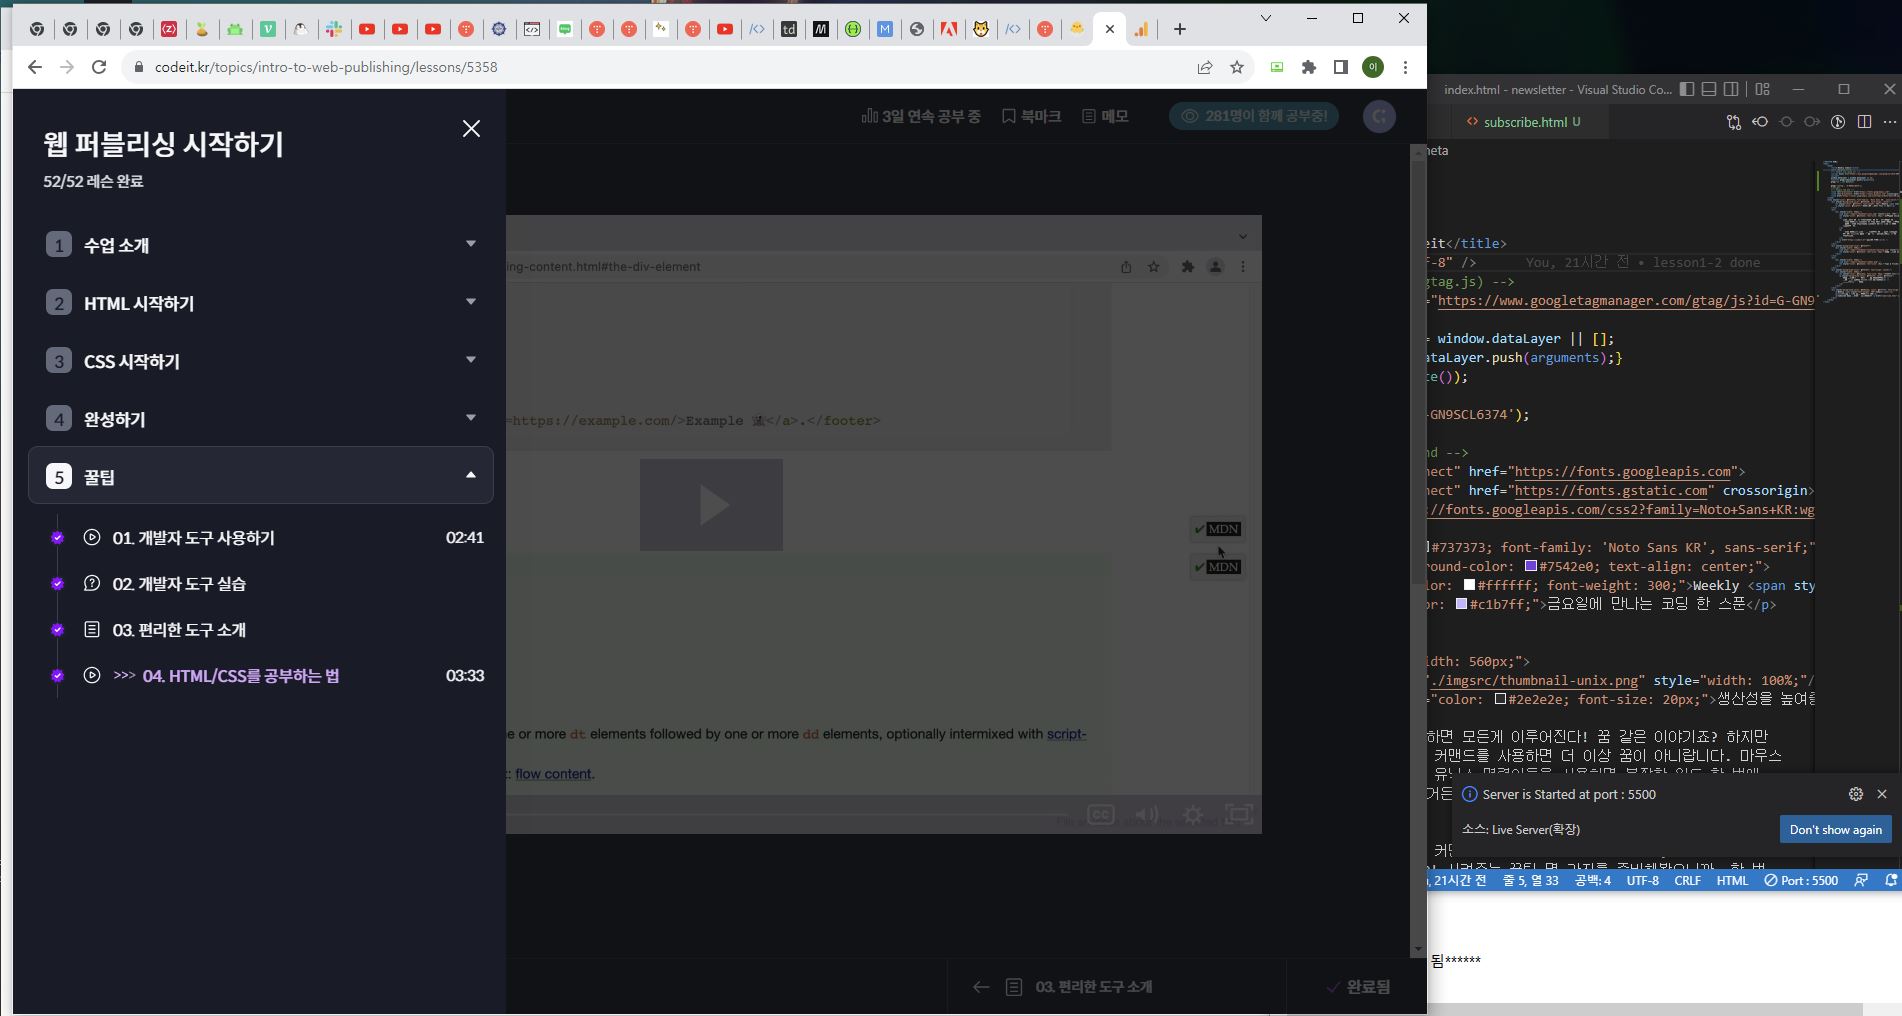 codeit.kr/topics/intro-to-web-publishing/lessons/5358
이
웹 퍼블리싱 시작하기
52/52 레슨 완료
1 수업 소개
2 HTML 시작하기
3 CSS 시작하기
4 완성하기
5 꿀팁
01. 개발자 도구 사용하기 02:41
02. 개발자 도구 실습
03. 편리한 도구 소개
>>> 04. HTML/CSS를 공부하는 법 03:33
3일 연속 공부 중 북마크 메모 281명이 함께 공부중!
ing-content.html#the-div-element
=https://example.com/>Example </a>.</footer>
✔MDN
✔MDN
e or more dt elements followed by one or more dd elements, optionally intermixed with script-
: flow content.
CC
03. 편리한 도구 소개
완료됨
index.html - newsletter - Visual Studio Co...
<> subscribe.html U
meta
eit</title>
f-8" /> You, 21시간 전 • lesson1-2 done
gtag.js) -->
="https://www.googletagmanager.com/gtag/js?id=G-GN9
= window.dataLayer || [];
ataLayer.push(arguments);}
te());
-GN9SCL6374');
nd -->
nect" href="https://fonts.googleapis.com">
nect" href="https://fonts.gstatic.com" crossorigin>
://fonts.googleapis.com/css2?family=Noto+Sans+KR:wg
#737373; font-family: 'Noto Sans KR', sans-serif;"
round-color: #7542e0; text-align: center;">
lor: #ffffff; font-weight: 300;">Weekly <span sty
or: #c1b7ff;">금요일에 만나는 코딩 한 스푼</p>
idth: 560px;">
"./imgsrc/thumbnail-unix.png" style="width: 100%;"/
="color: #2e2e2e; font-size: 20px;">생산성을 높여줄
하면 모든게 이루어진다! 꿈 같은 이야기죠? 하지만
커맨드를 사용하면 더 이상 꿈이 아니랍니다. 마우스
거든
Server is Started at port : 5500
소스: Live Server(확장)
Don't show again
, 21시간 전 줄 5, 열 33 공백: 4 UTF-8 CRLF HTML Port : 5500
됨******